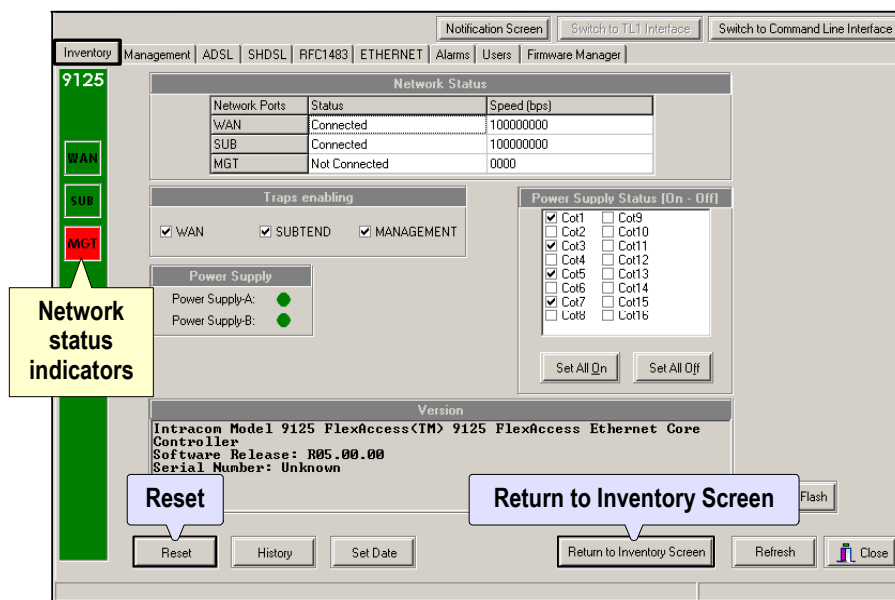 Notification Screen Switch to TL1 Interface Switch to Command Line Interface
Inventory Management ADSL SHDSL RFC1483 ETHERNET Alarms Users Firmware Manager
9125
WAN
SUB
MGT
Network status indicators
Network Status
Network Ports Status Speed (bps)
WAN Connected 100000000
SUB Connected 100000000
MGT Not Connected 0000
Traps enabling
WAN SUBTEND MANAGEMENT
Power Supply
Power Supply-A:
Power Supply-B:
Power Supply Status [On - Off]
Cot1 Cot9
Cot2 Cot10
Cot3 Cot11
Cot4 Cot12
Cot5 Cot13
Cot6 Cot14
Cot7 Cot15
Cot8 Cot16
Set All On Set All Off
Version
Intracom Model 9125 FlexAccess(TM) 9125 FlexAccess Ethernet Core
Controller
Software Release: R05.00.00
Serial Number: Unknown
Reset
Return to Inventory Screen
Flash
Reset History Set Date Return to Inventory Screen Refresh Close